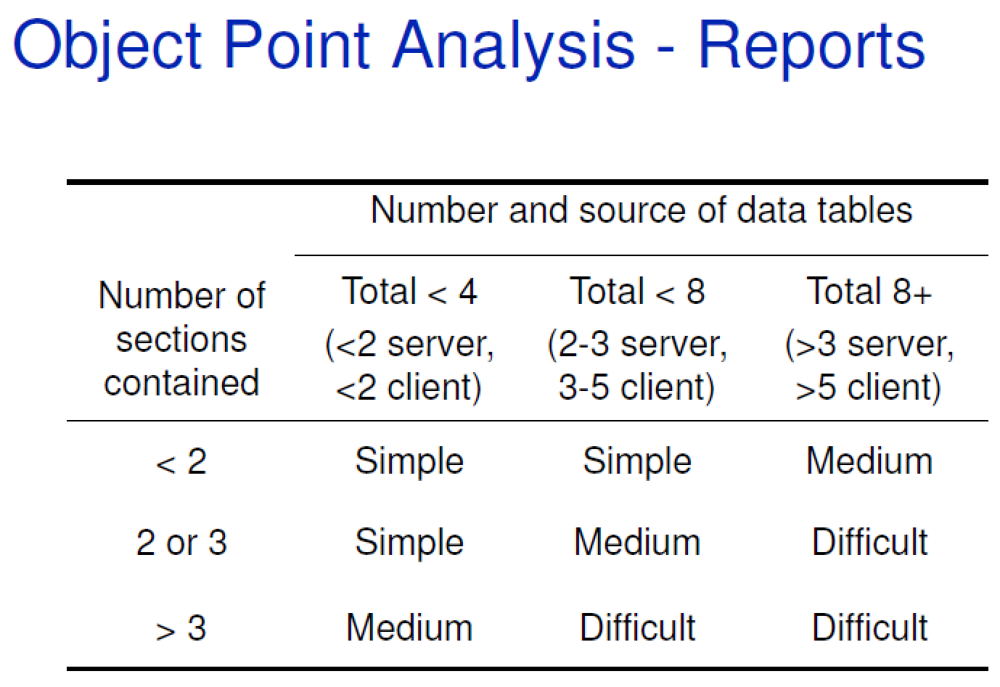 Object Point Analysis - Reports
Number and source of data tables
Number of
sections
contained
Total < 4
(<2 server,
<2 client)
Total < 8
(2-3 server,
3-5 client)
Total 8+
(>3 server,
>5 client)
< 2 Simple Simple Medium
2 or 3 Simple Medium Difficult
> 3 Medium Difficult Difficult